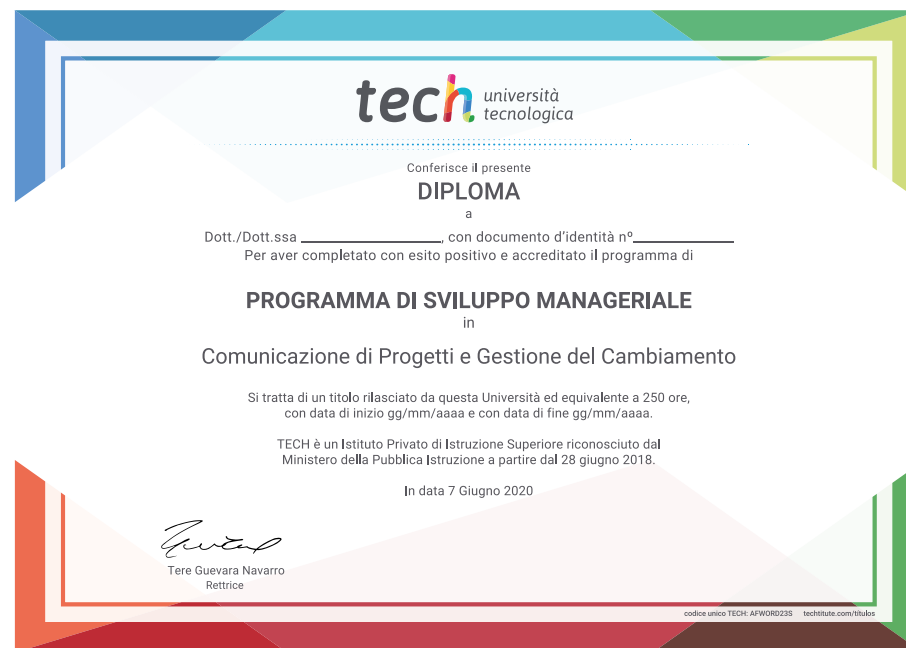 tech università
tecnologica
Conferisce il presente
DIPLOMA
a
Dott./Dott.ssa ____________________, con documento d'identità nº______________
Per aver completato con esito positivo e accreditato il programma di
PROGRAMMA DI SVILUPPO MANAGERIALE
in
Comunicazione di Progetti e Gestione del Cambiamento
Si tratta di un titolo rilasciato da questa Università ed equivalente a 250 ore,
con data di inizio gg/mm/aaaa e con data di fine gg/mm/aaaa.
TECH è un Istituto Privato di Istruzione Superiore riconosciuto dal
Ministero della Pubblica Istruzione a partire dal 28 giugno 2018.
In data 7 Giugno 2020
Tere Guevara Navarro
Rettrice
codice unico TECH: AFWORD23S techtitute.com/títulos